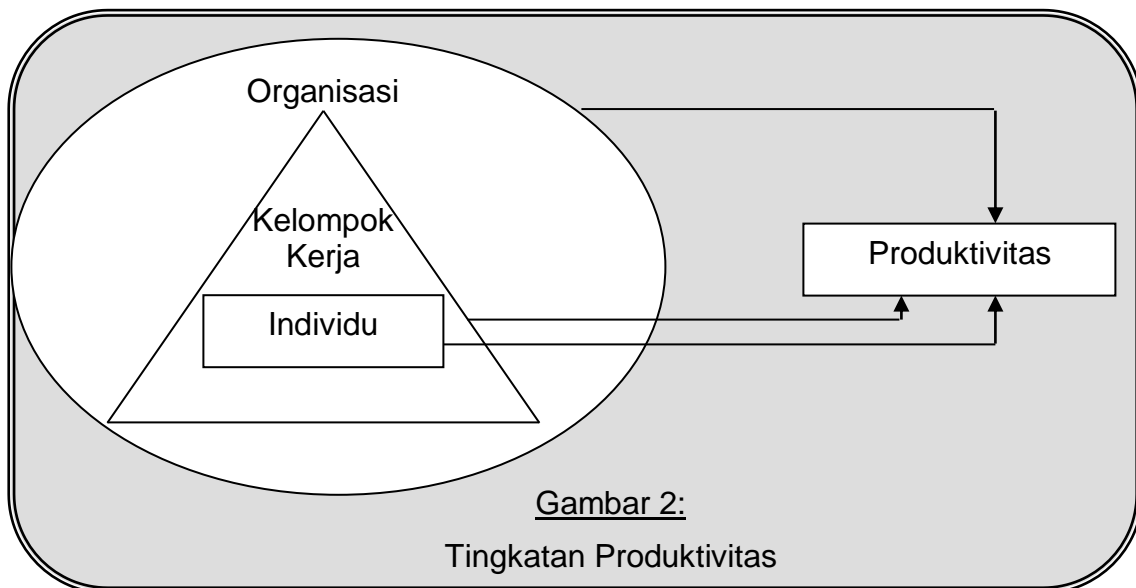 Organisasi
Kelompok
Kerja
Individu
Produktivitas
Gambar 2:
Tingkatan Produktivitas